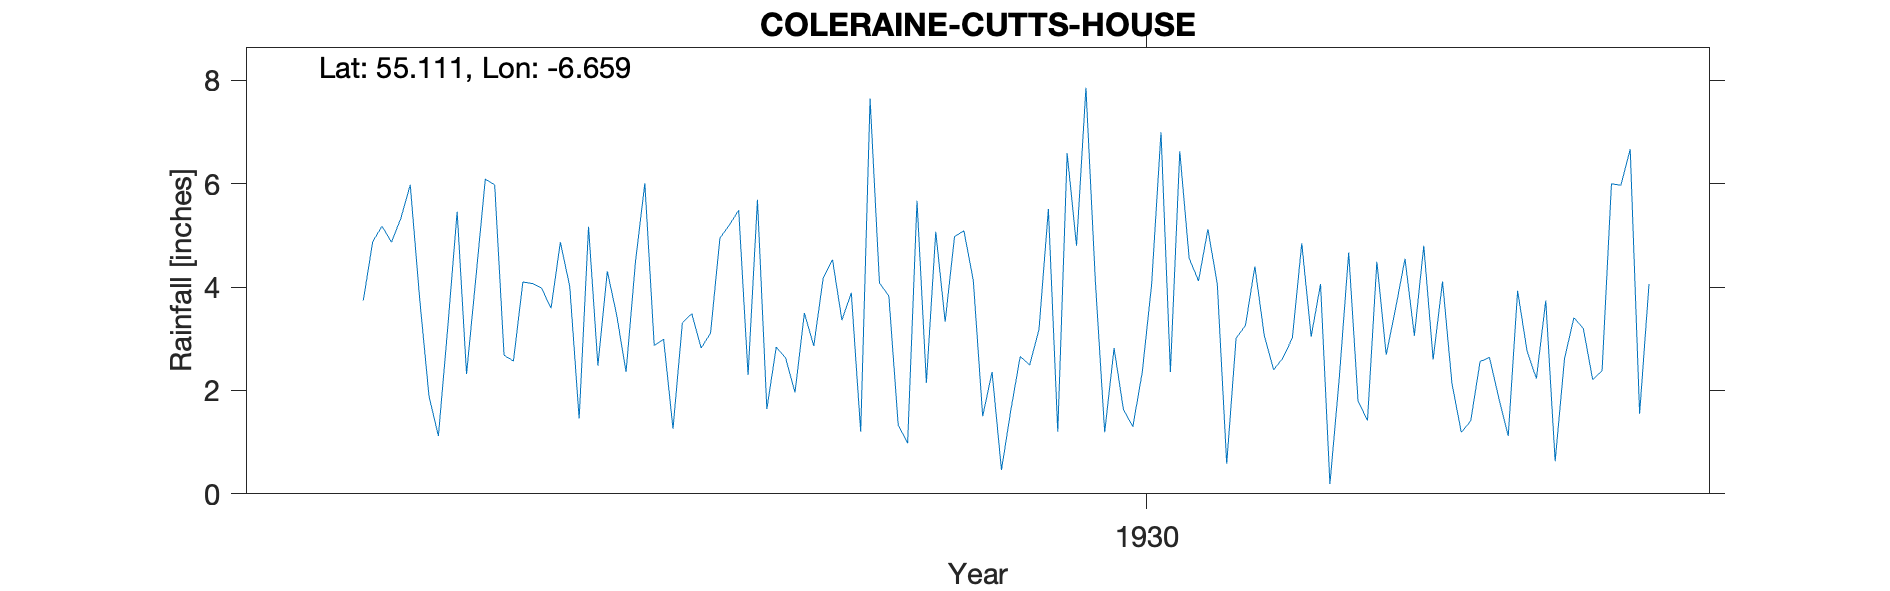 COLERAINE-CUTTS-HOUSE
Lat: 55.111, Lon: -6.659
8
6
4
2
0
Rainfall [inches]
1930
Year